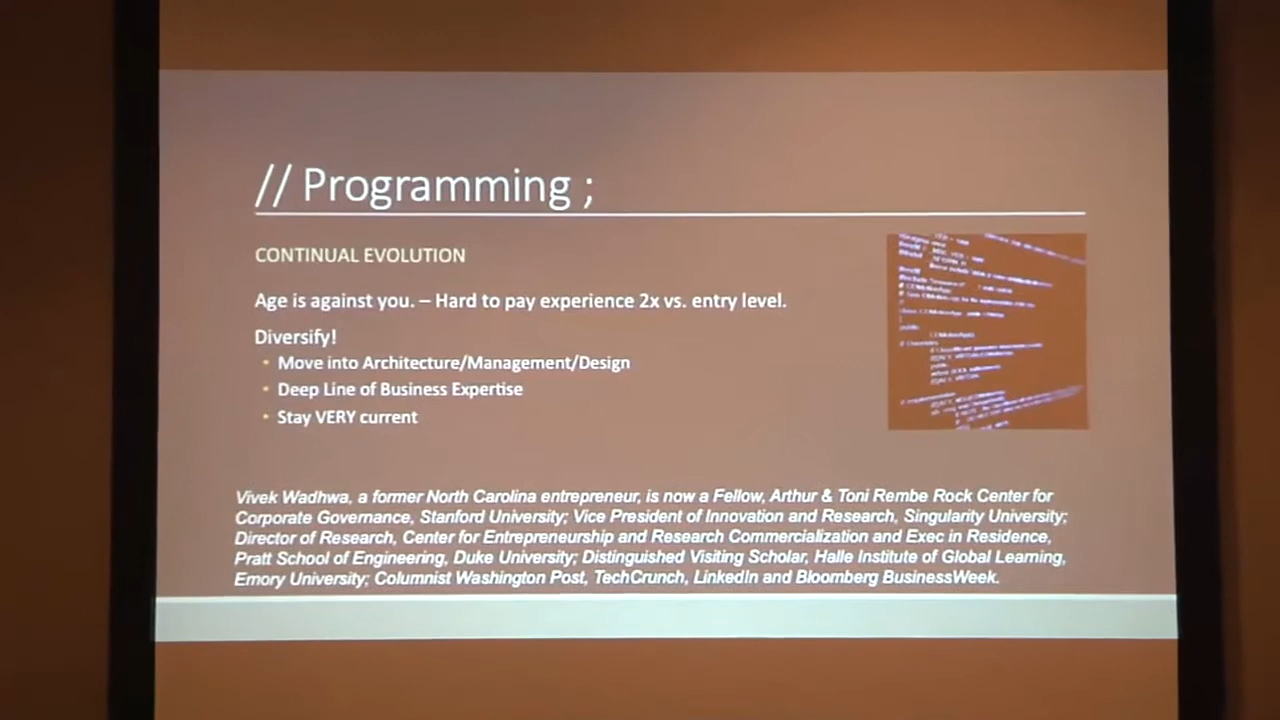 // Programming ;
CONTINUAL EVOLUTION
Age is against you. – Hard to pay experience 2x vs. entry level.
Diversify!
• Move into Architecture/Management/Design
• Deep Line of Business Expertise
• Stay VERY current
Vivek Wadhwa, a former North Carolina entrepreneur, is now a Fellow, Arthur & Toni Rembe Rock Center for
Corporate Governance, Stanford University; Vice President of Innovation and Research, Singularity University;
Director of Research, Center for Entrepreneurship and Research Commercialization and Exec in Residence,
Pratt School of Engineering, Duke University; Distinguished Visiting Scholar, Halle Institute of Global Learning,
Emory University; Columnist Washington Post, TechCrunch, LinkedIn and Bloomberg BusinessWeek.